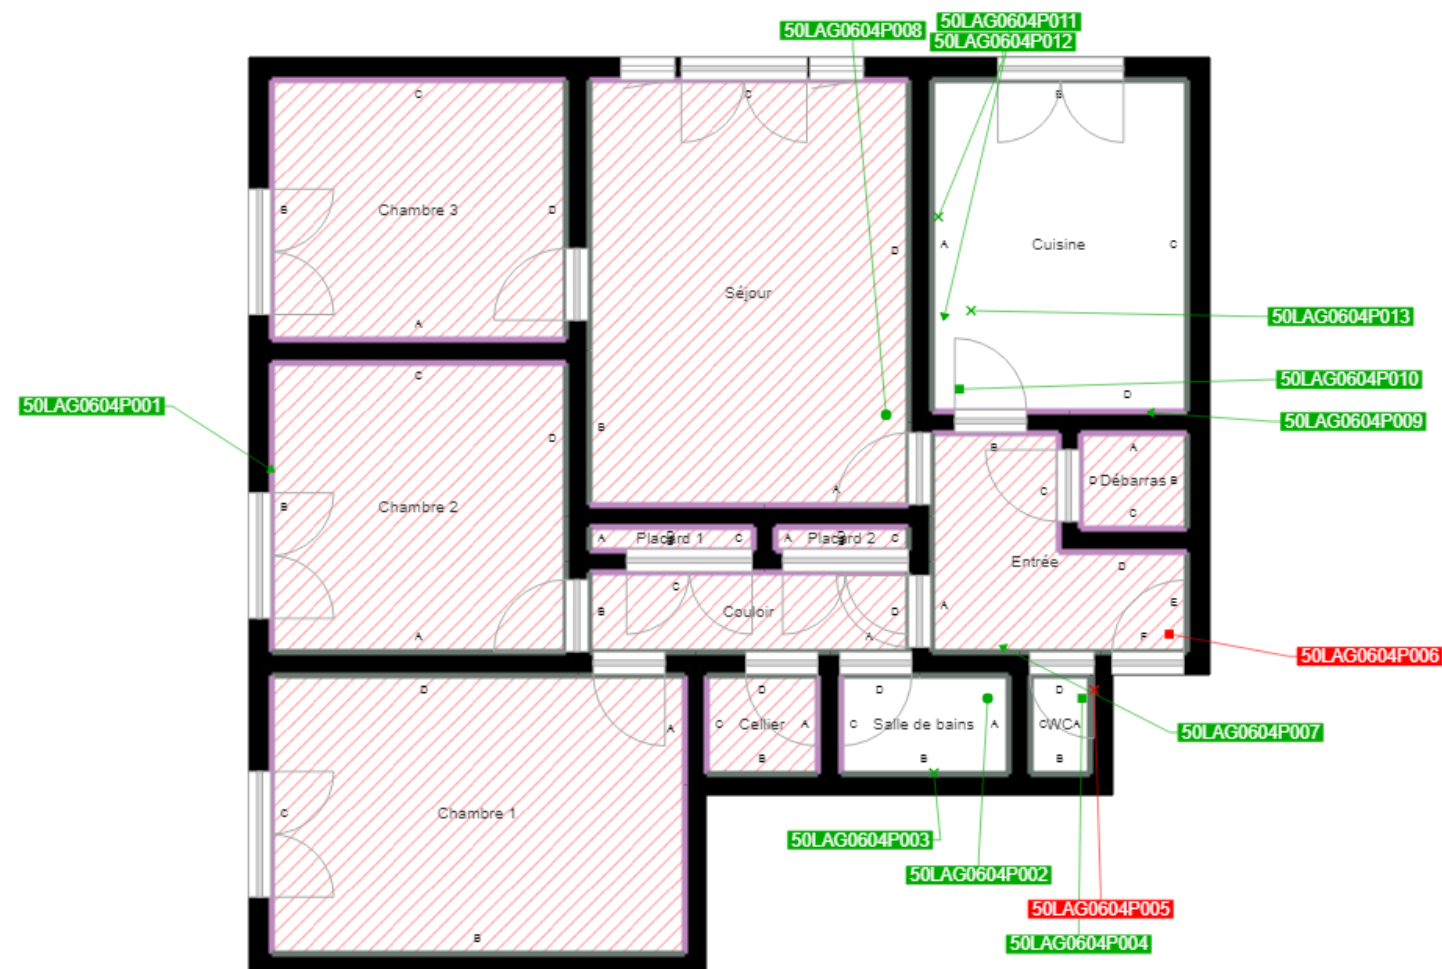 50LAG0604P011
50LAG0604P008
50LAG0604P012
C
C
B
Chambre 3
B
D
Cuisine
A
C
D
Séjour
50LAG0604P013
A
C
50LAG0604P010
D
50LAG0604P001
50LAG0604P009
B
D
B
A
Débarras
D
B
C
C
A
Chambre 2
B
Placard 1
A
C
Placard 2
A
C
Entrée
D
C
Couloir
B
D
A
E
A
A
F
50LAG0604P006
D
D
D
D
Cellier
C
A
B
Salle de bains
C
A
B
WC
C
A
B
A
50LAG0604P007
Chambre 1
C
B
50LAG0604P003
50LAG0604P002
50LAG0604P005
50LAG0604P004